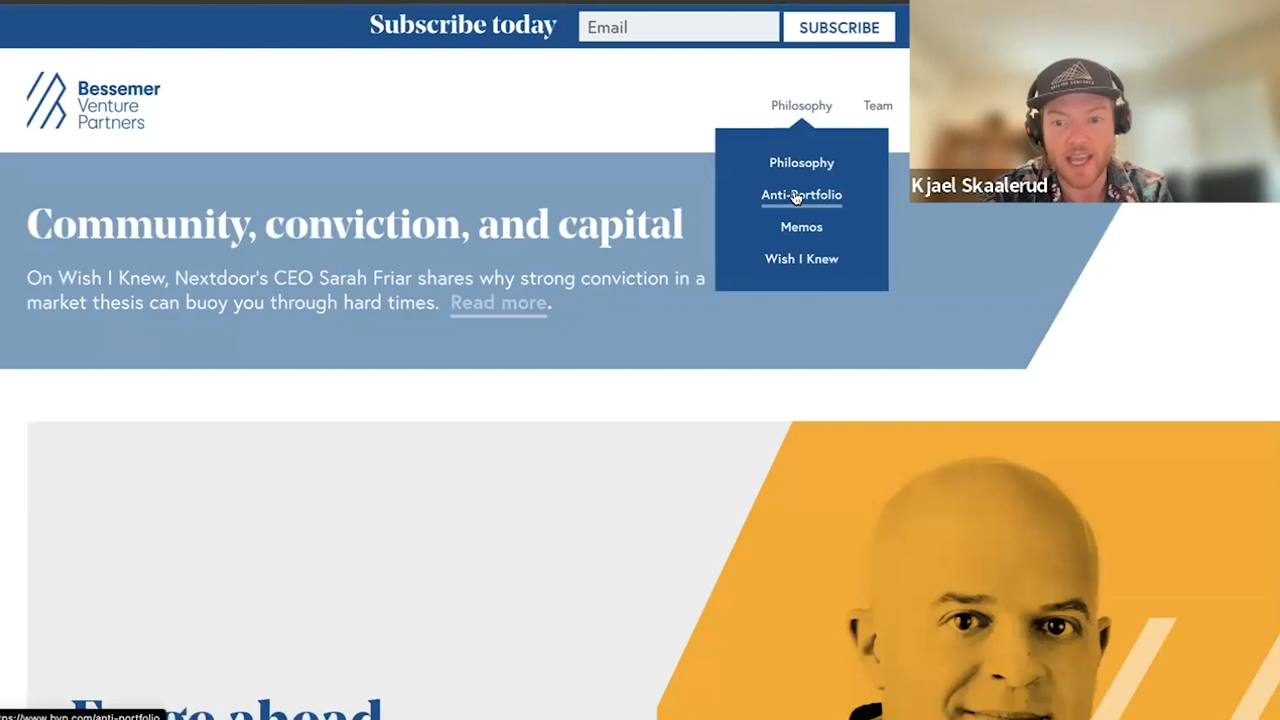 Subscribe today
Email
SUBSCRIBE
Bessemer
Venture
Partners
Philosophy
Team
Philosophy
Anti-Portfolio
Memos
Wish I Knew
Kjael Skaalerud
Community, conviction, and capital
On Wish I Knew, Nextdoor's CEO Sarah Friar shares why strong conviction in a
market thesis can buoy you through hard times. Read more.
ahead